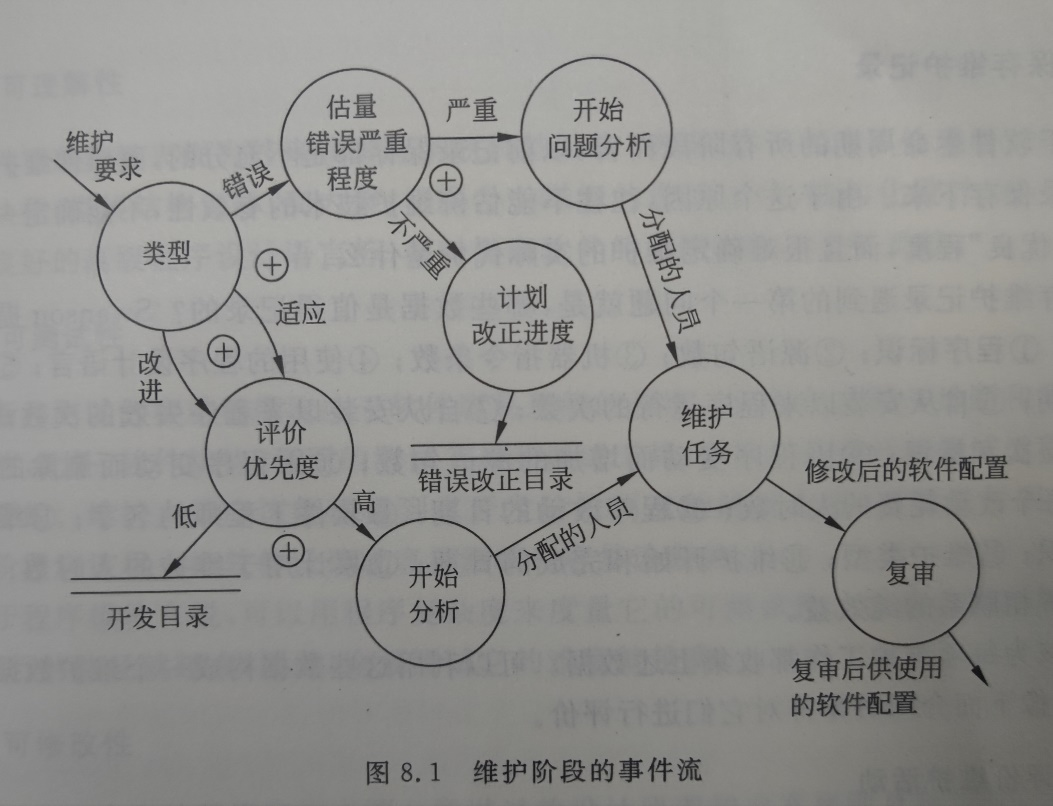 维护
要求
类型
错误
估量
错误严重
程度
严重
开始
问题分析
不严重
计划
改正进度
错误改正目录
分配的人员
适应
改
进
评价
优先度
低
开发目录
高
开始
分析
分配的人员
维护
任务
修改后的软件配置
复审
复审后供使用
的软件配置
图 8.1 维护阶段的事件流